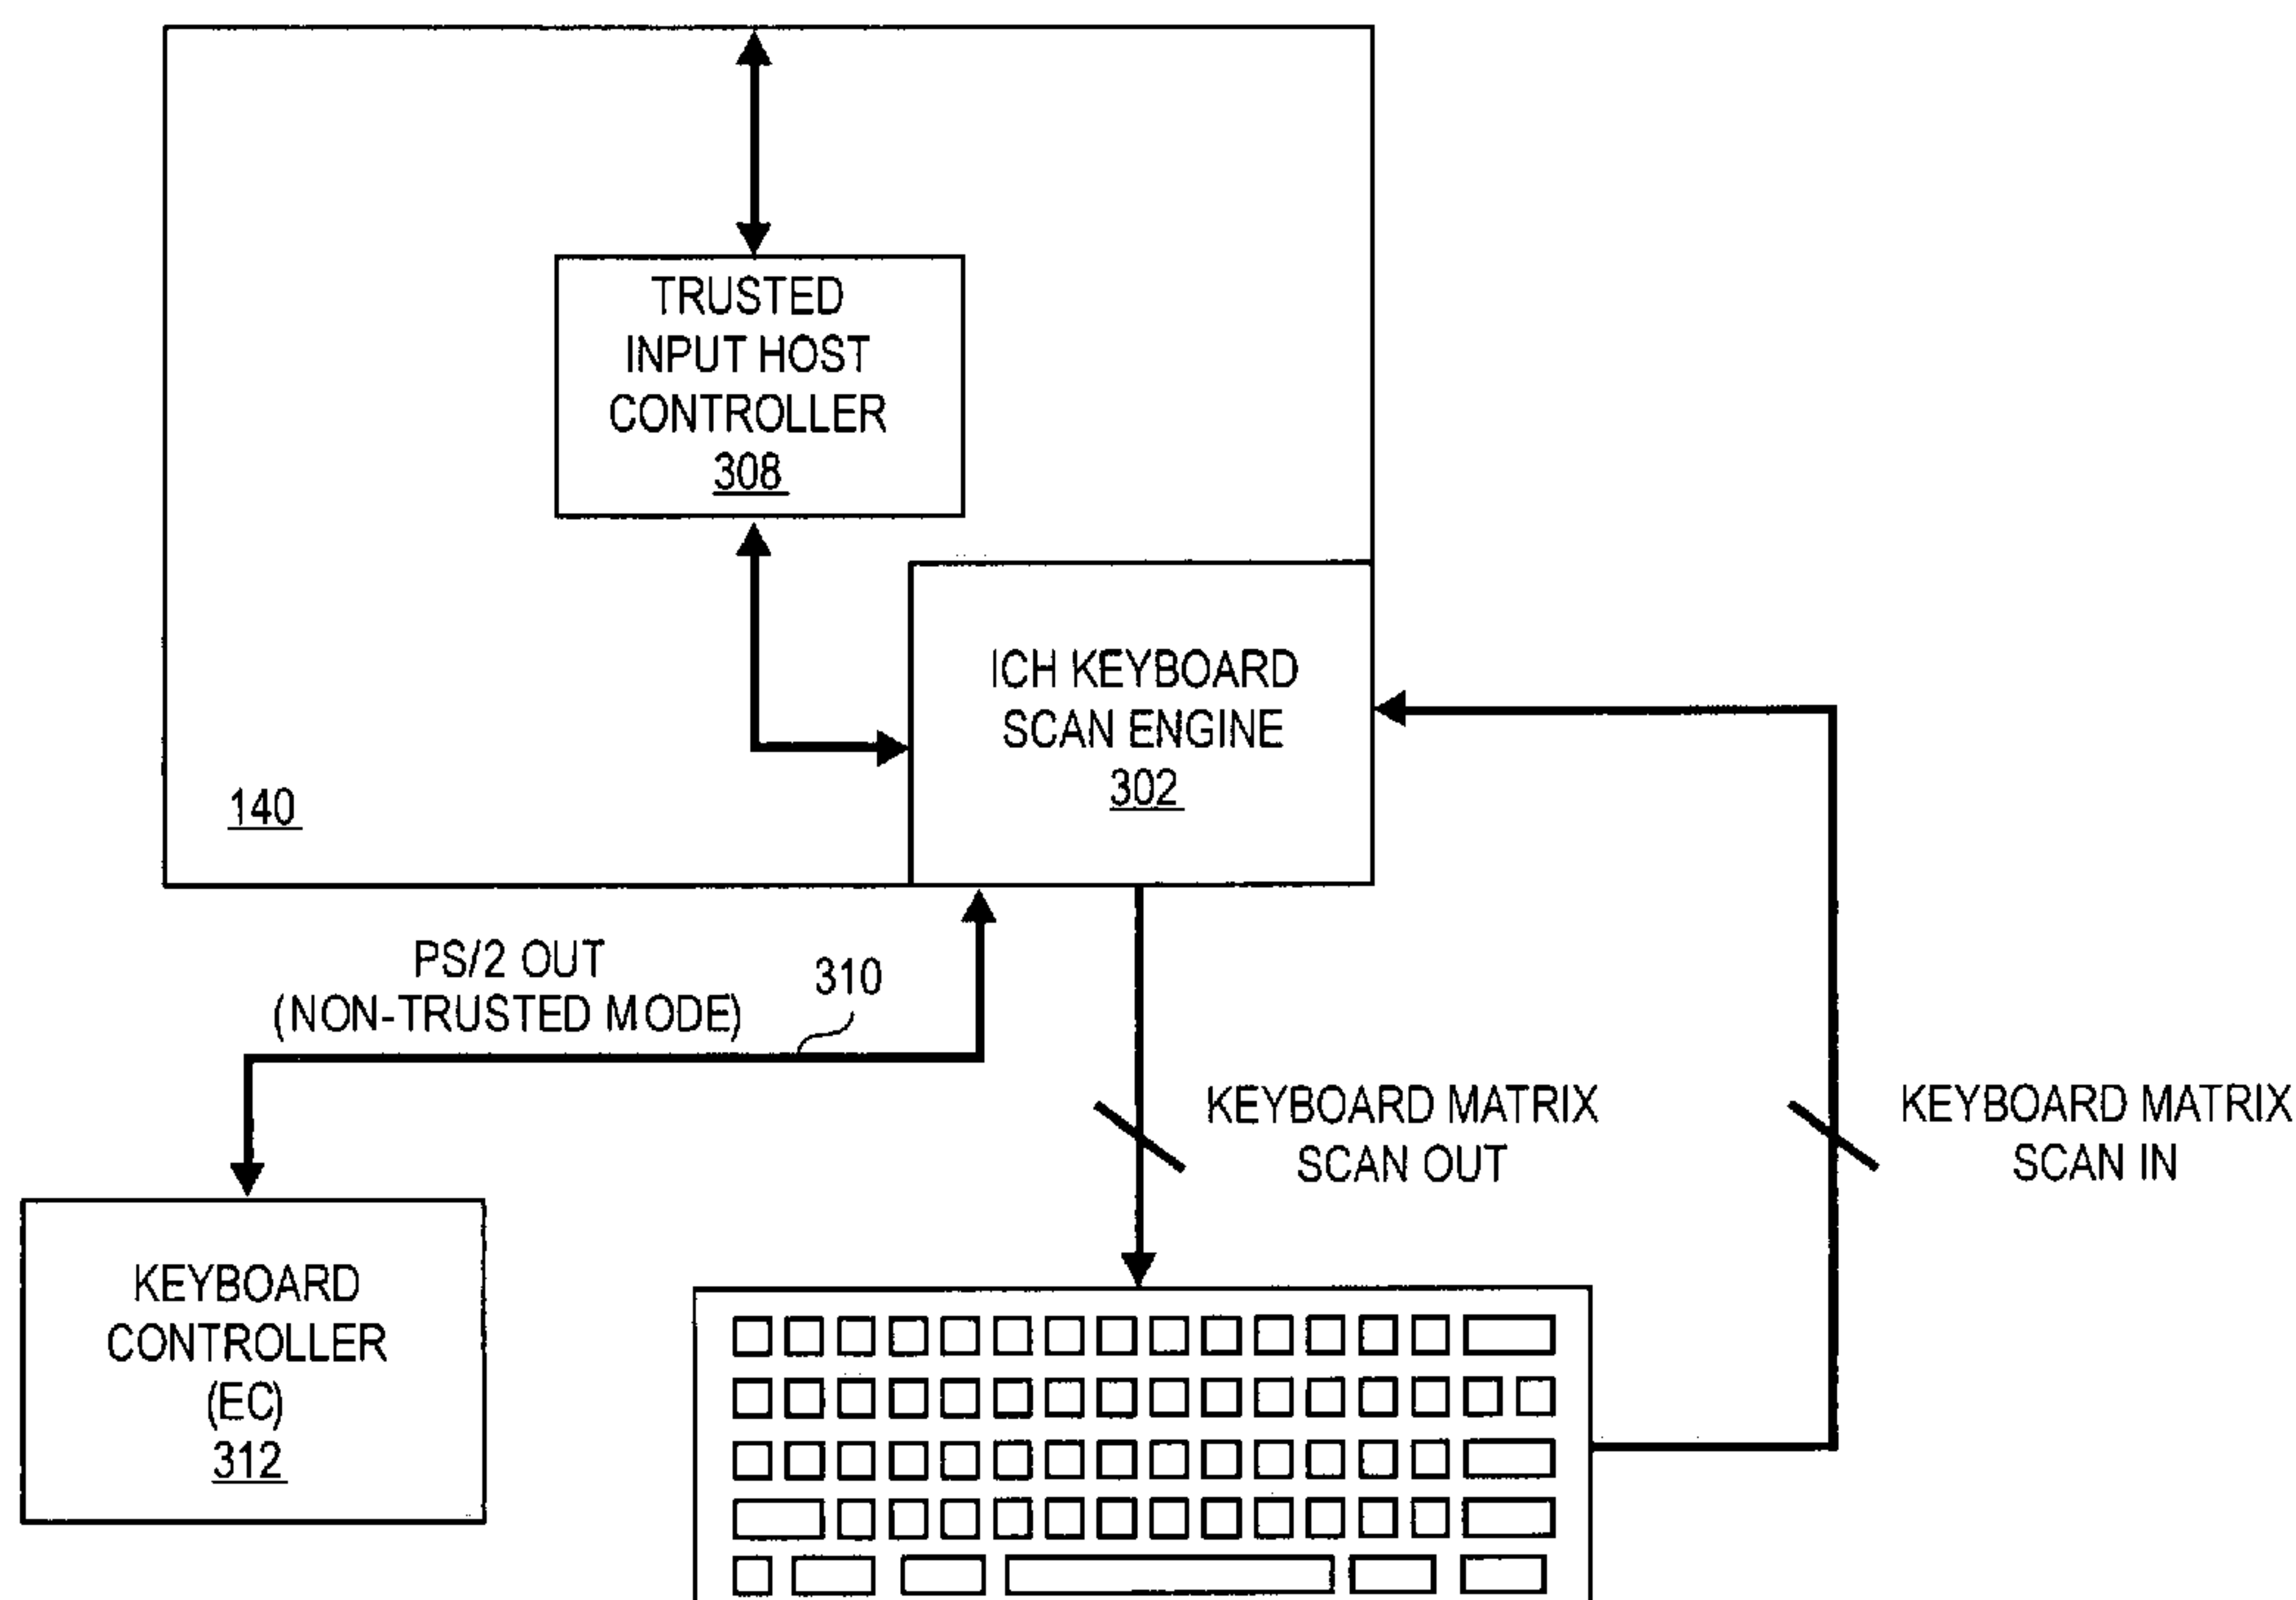 TRUSTED
INPUT HOST
CONTROLLER
308
ICH KEYBOARD
SCAN ENGINE
302
140
PS/2 OUT
(NON-TRUSTED MODE)
310
KEYBOARD MATRIX
SCAN OUT
KEYBOARD MATRIX
SCAN IN
KEYBOARD
CONTROLLER
(EC)
312